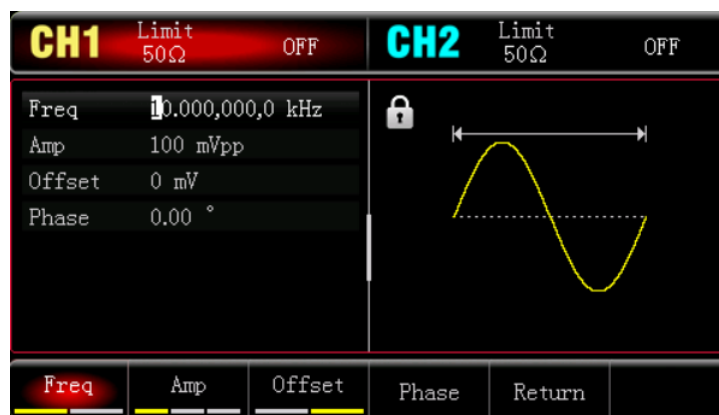 CH1 Limit 50Ω OFF
CH2 Limit 50Ω OFF
Freq 10.000,000,0 kHz
Amp 100 mVpp
Offset 0 mV
Phase 0.00 °
Freq Amp Offset Phase Return